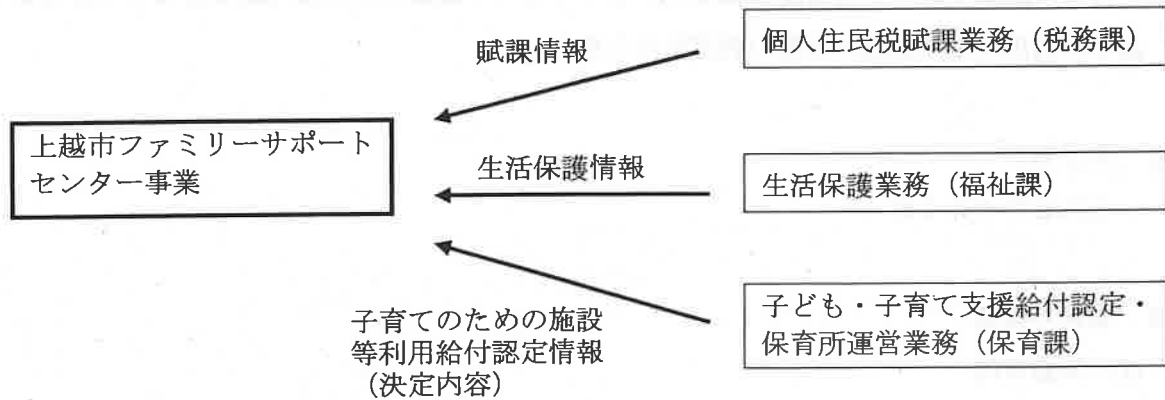 賦課情報
個人住民税賦課業務（税務課）
上越市ファミリーサポート
センター事業
生活保護情報
生活保護業務（福祉課）
子育てのための施設
等利用給付認定情報
（決定内容）
子ども・子育て支援給付認定・
保育所運営業務（保育課）